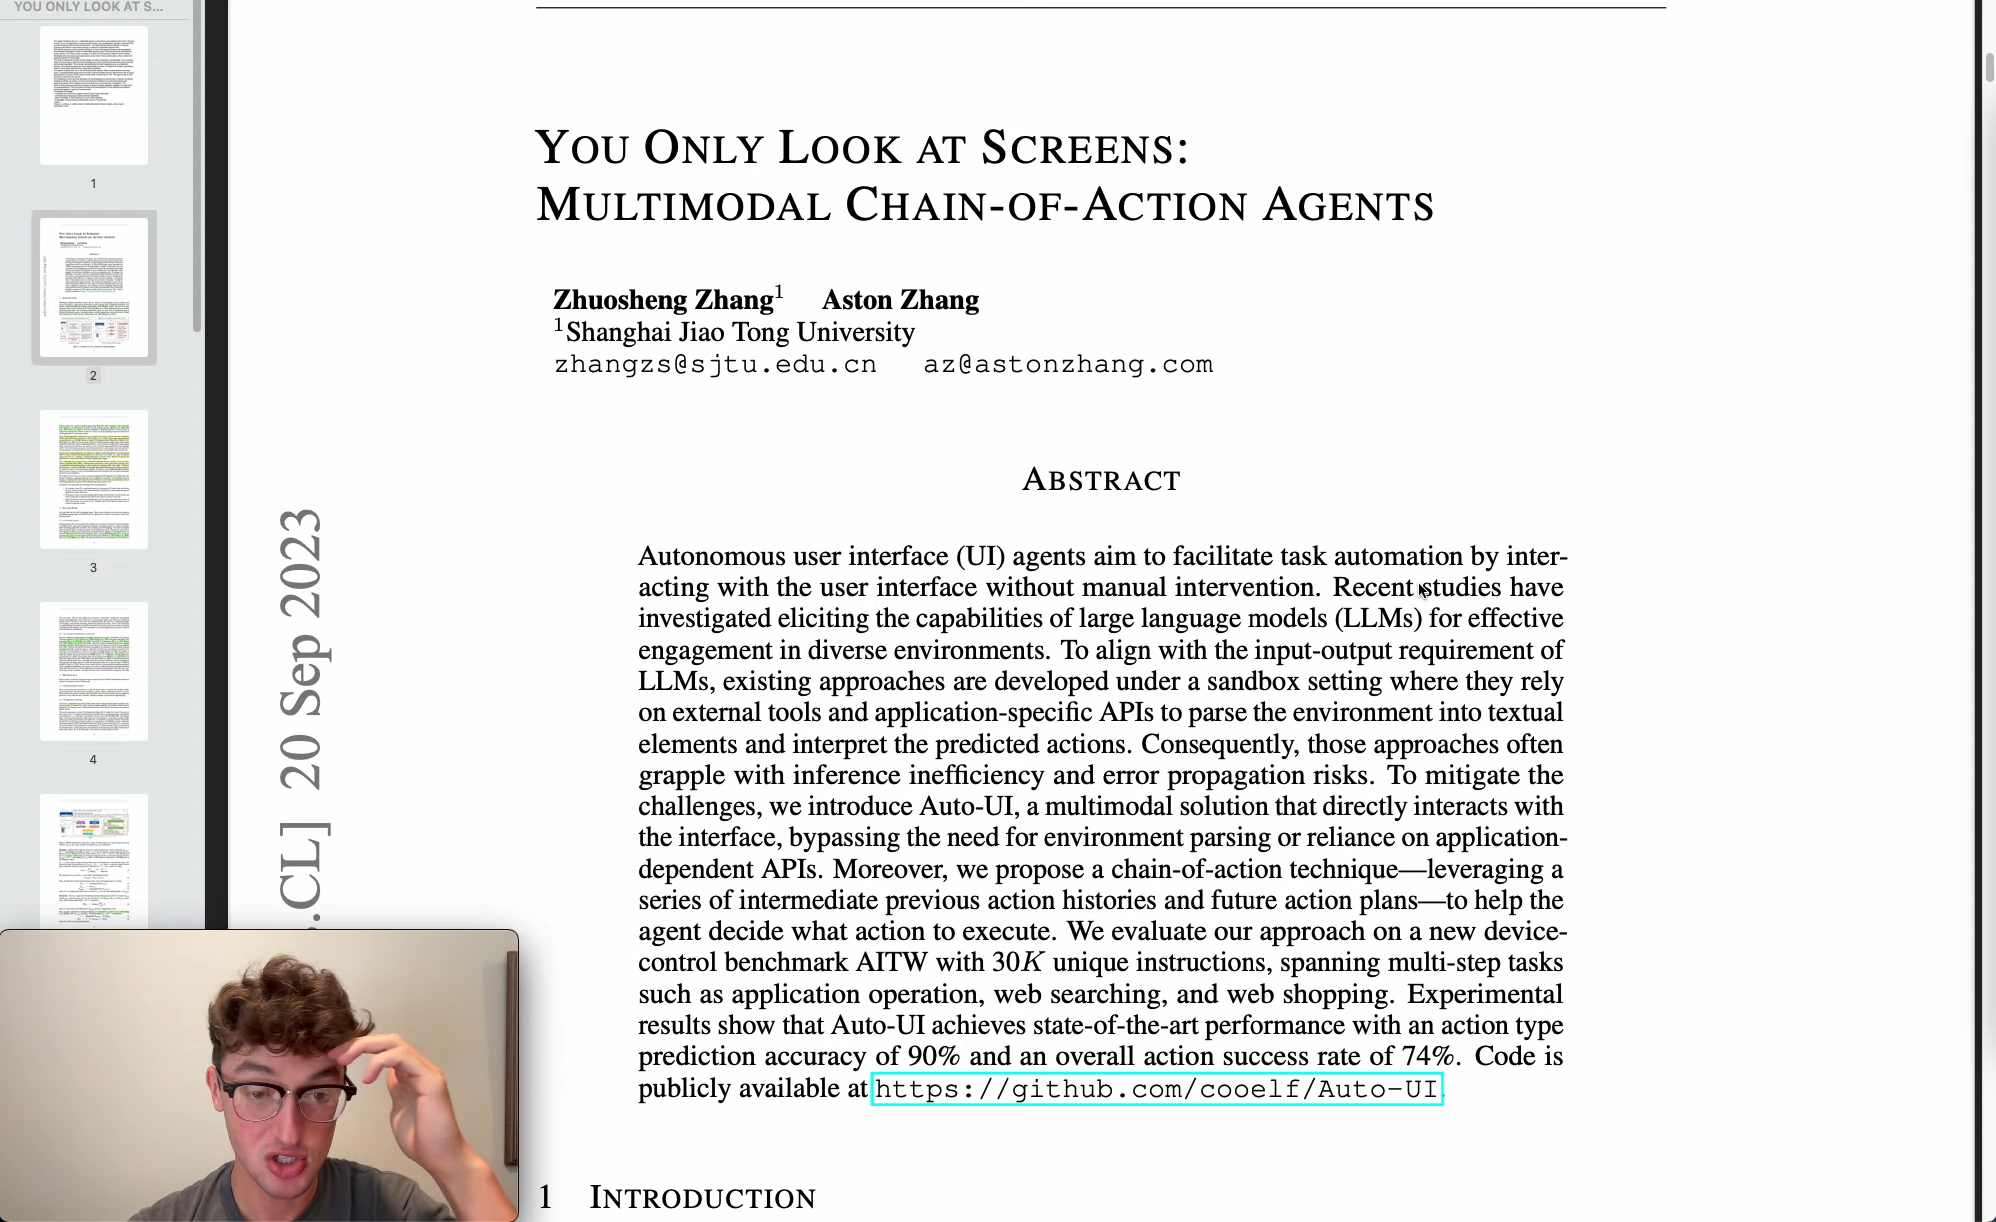 YOU ONLY LOOK AT S...
1
2
3
4
YOU ONLY LOOK AT SCREENS:
MULTIMODAL CHAIN-OF-ACTION AGENTS
Zhuosheng Zhang1 Aston Zhang
1Shanghai Jiao Tong University
zhangzs@sjtu.edu.cn az@astonzhang.com
ABSTRACT
Autonomous user interface (UI) agents aim to facilitate task automation by inter-
acting with the user interface without manual intervention. Recent studies have
investigated eliciting the capabilities of large language models (LLMs) for effective
engagement in diverse environments. To align with the input-output requirement of
LLMs, existing approaches are developed under a sandbox setting where they rely
on external tools and application-specific APIs to parse the environment into textual
elements and interpret the predicted actions. Consequently, those approaches often
grapple with inference inefficiency and error propagation risks. To mitigate the
challenges, we introduce Auto-UI, a multimodal solution that directly interacts with
the interface, bypassing the need for environment parsing or reliance on application-
dependent APIs. Moreover, we propose a chain-of-action technique—leveraging a
series of intermediate previous action histories and future action plans—to help the
agent decide what action to execute. We evaluate our approach on a new device-
control benchmark AITW with 30K unique instructions, spanning multi-step tasks
such as application operation, web searching, and web shopping. Experimental
results show that Auto-UI achieves state-of-the-art performance with an action type
prediction accuracy of 90% and an overall action success rate of 74%. Code is
publicly available at https://github.com/cooelf/Auto-UI.
.CL] 20 Sep 2023
1 INTRODUCTION